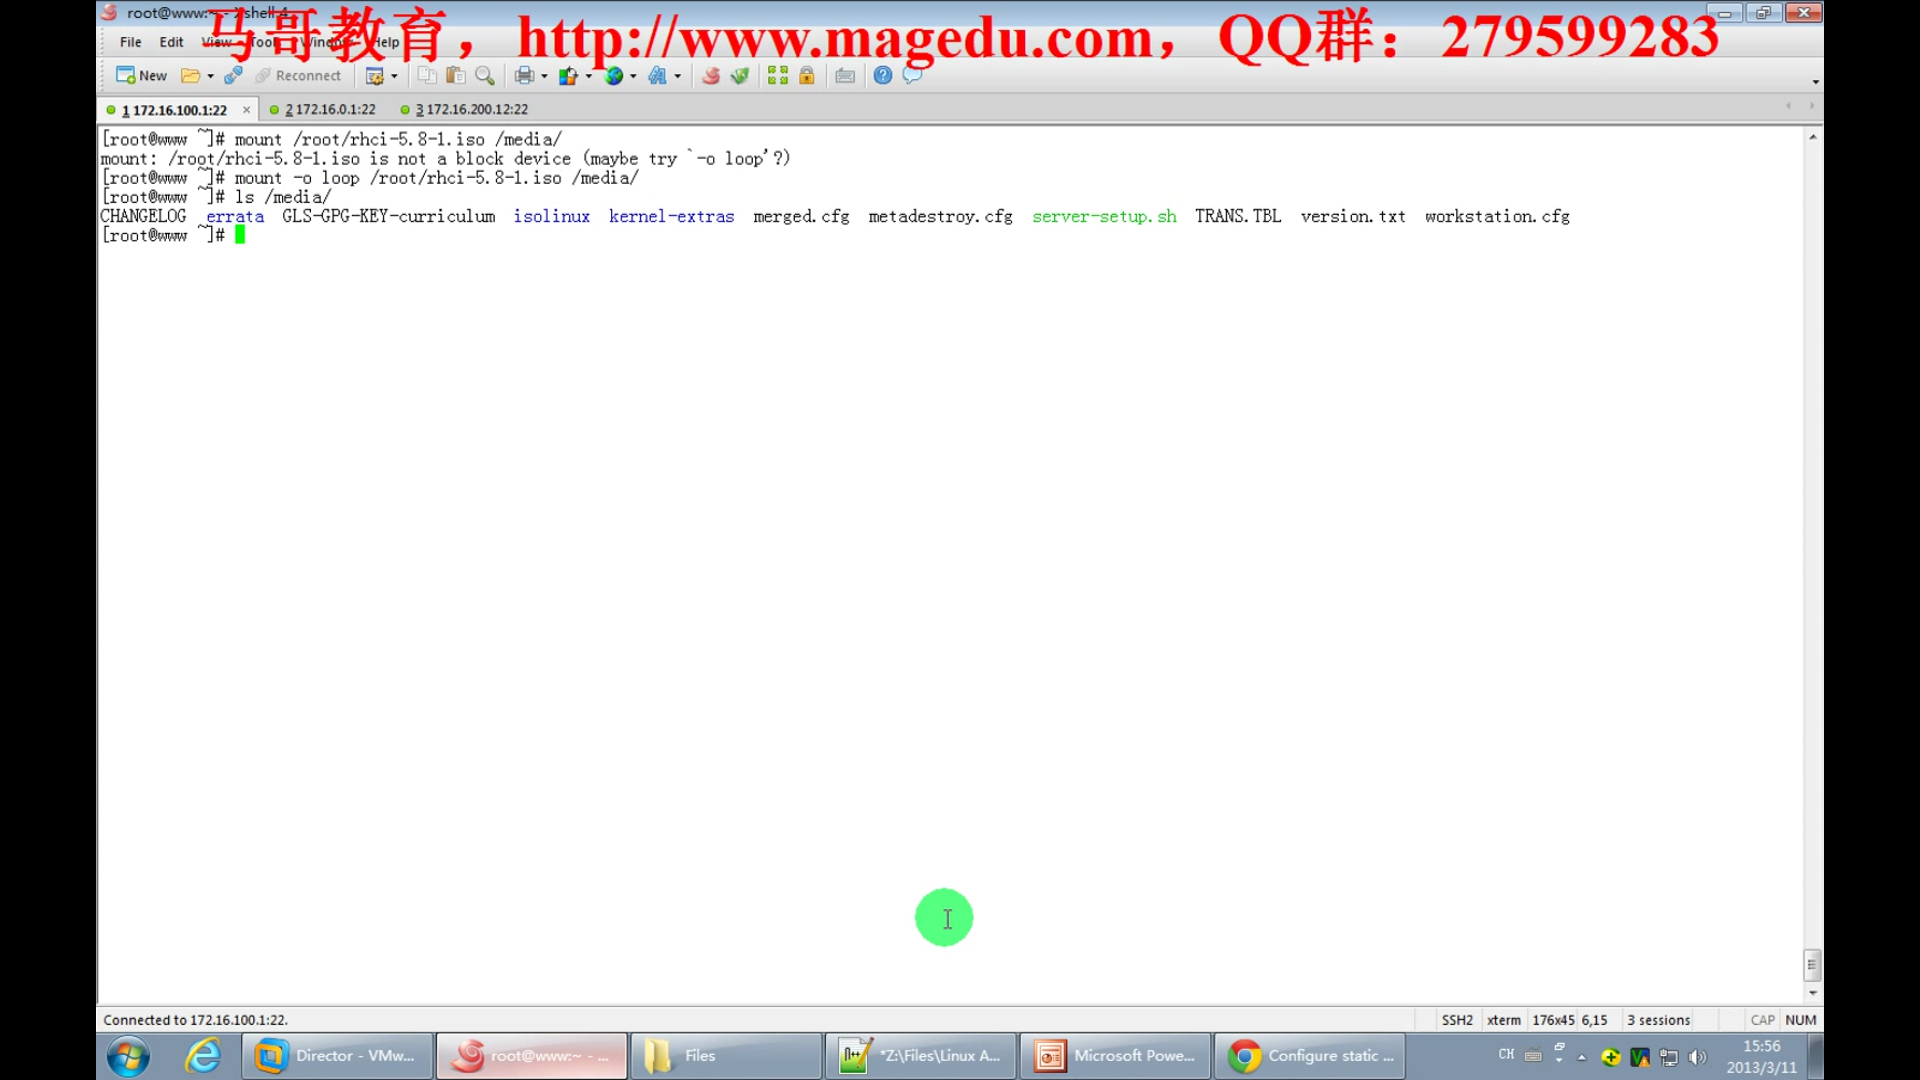 root@www:~ - Xshell 4
马哥教育，http://www.magedu.com，QQ群：279599283
File Edit View Tools Window Help
New Reconnect
1 172.16.100.1:22 2 172.16.0.1:22 3 172.16.200.12:22
[root@www ~]# mount /root/rhci-5.8-1.iso /media/
mount: /root/rhci-5.8-1.iso is not a block device (maybe try `-o loop'?)
[root@www ~]# mount -o loop /root/rhci-5.8-1.iso /media/
[root@www ~]# ls /media/
CHANGELOG errata GLS-GPG-KEY-curriculum isolinux kernel-extras merged.cfg metadestroy.cfg server-setup.sh TRANS.TBL version.txt workstation.cfg
[root@www ~]#
Connected to 172.16.100.1:22. SSH2 xterm 176x45 6,15 3 sessions CAP NUM
Director - VMw... root@www:~ - ... Files *Z:\Files\Linux A... Microsoft Powe... Configure static ... CH 15:56
2013/3/11